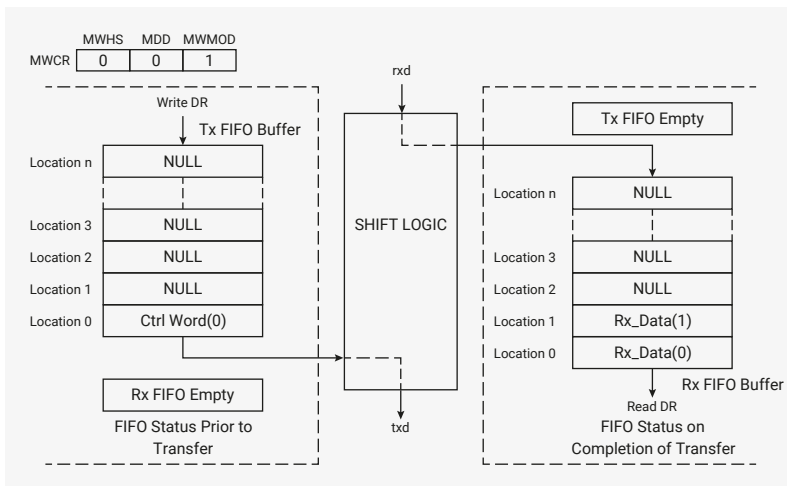 MWHS MDD MWMOD
MWCR 0 0 1
rxd
Write DR
Tx FIFO Buffer
Location n NULL
Location 3 NULL
Location 2 NULL
Location 1 NULL
Location 0 Ctrl Word(0)
Rx FIFO Empty
FIFO Status Prior to
Transfer
SHIFT LOGIC
txd
Tx FIFO Empty
Location n NULL
Location 3 NULL
Location 2 NULL
Location 1 Rx_Data(1)
Location 0 Rx_Data(0)
Rx FIFO Buffer
Read DR
FIFO Status on
Completion of Transfer